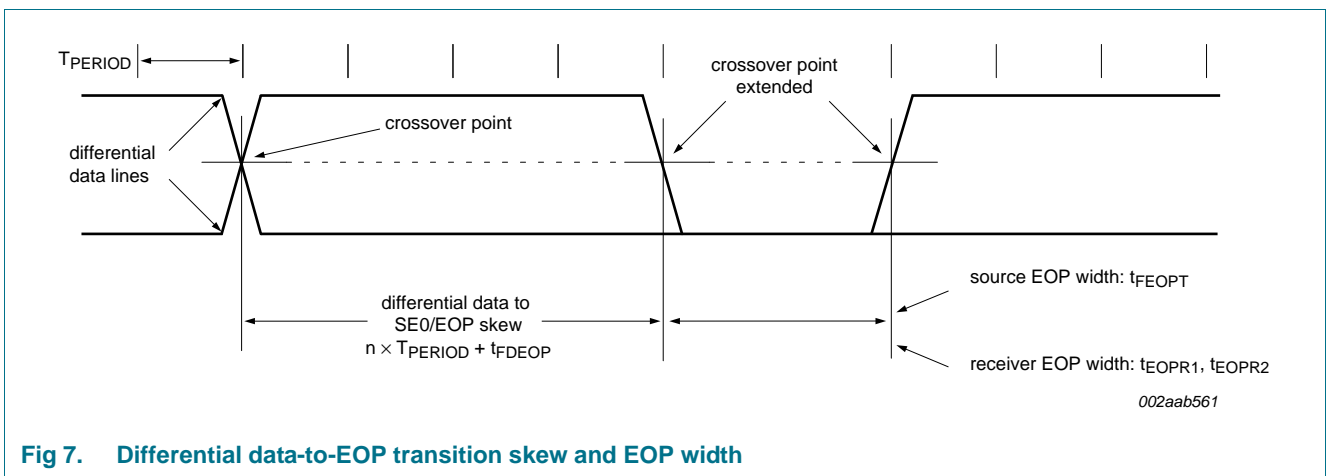 TPERIOD
crossover point
extended
crossover point
differential
data lines
source EOP width: tFEOPT
differential data to
SE0/EOP skew
n × TPERIOD + tFDEOP
receiver EOP width: tEOPR1, tEOPR2
002aab561
Fig 7. Differential data-to-EOP transition skew and EOP width